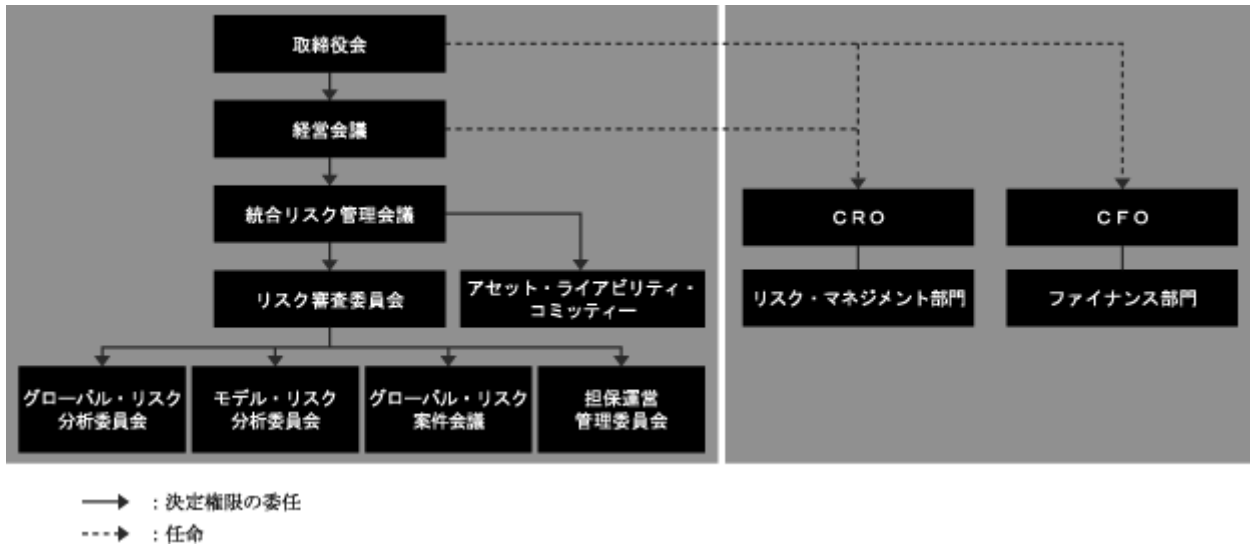 取締役会
経営会議
統合リスク管理会議
リスク審査委員会
アセット・ライアビリティ・
コミッティー
グローバル・リスク
分析委員会
モデル・リスク
分析委員会
グローバル・リスク
案件会議
担保運営
管理委員会
ＣＲＯ
ＣＦＯ
リスク・マネジメント部門
ファイナンス部門
：決定権限の委任
：任命